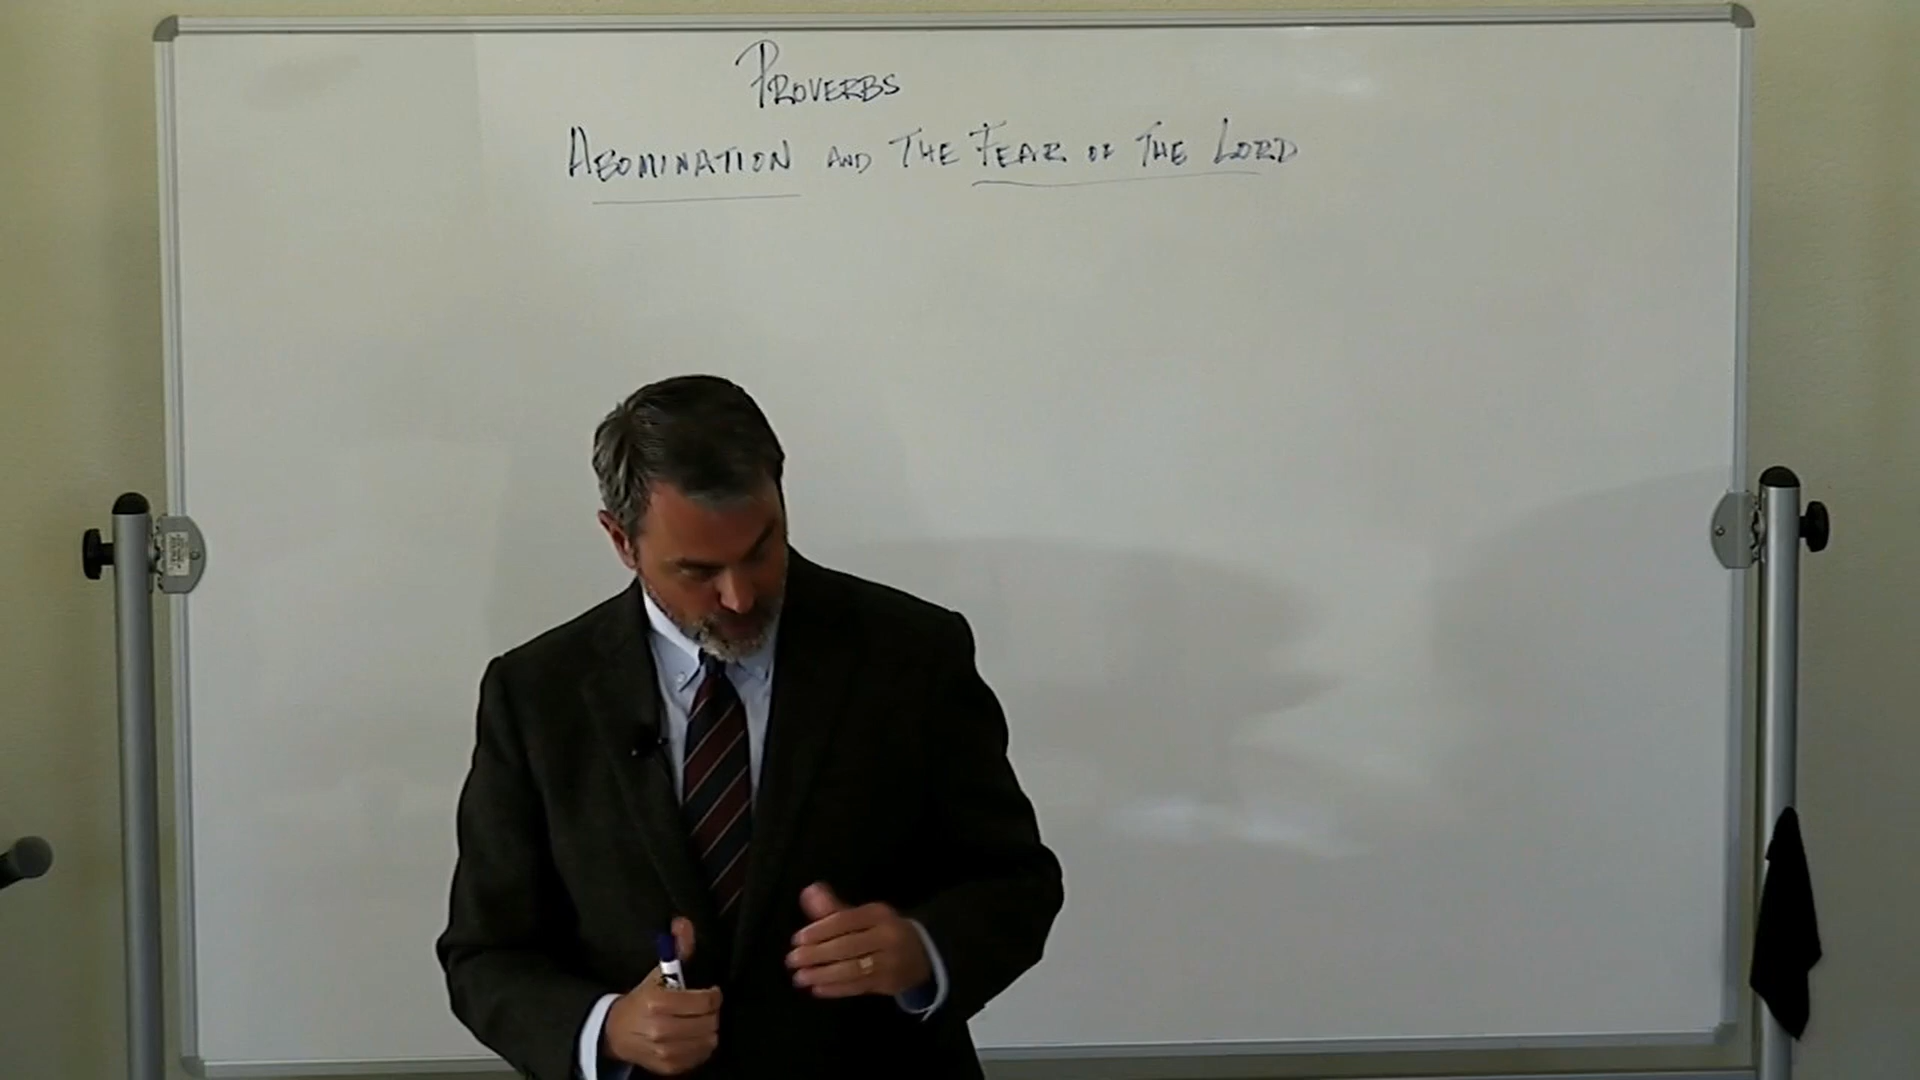 PROVERBS
ABOMINATION AND THE FEAR OF THE LORD